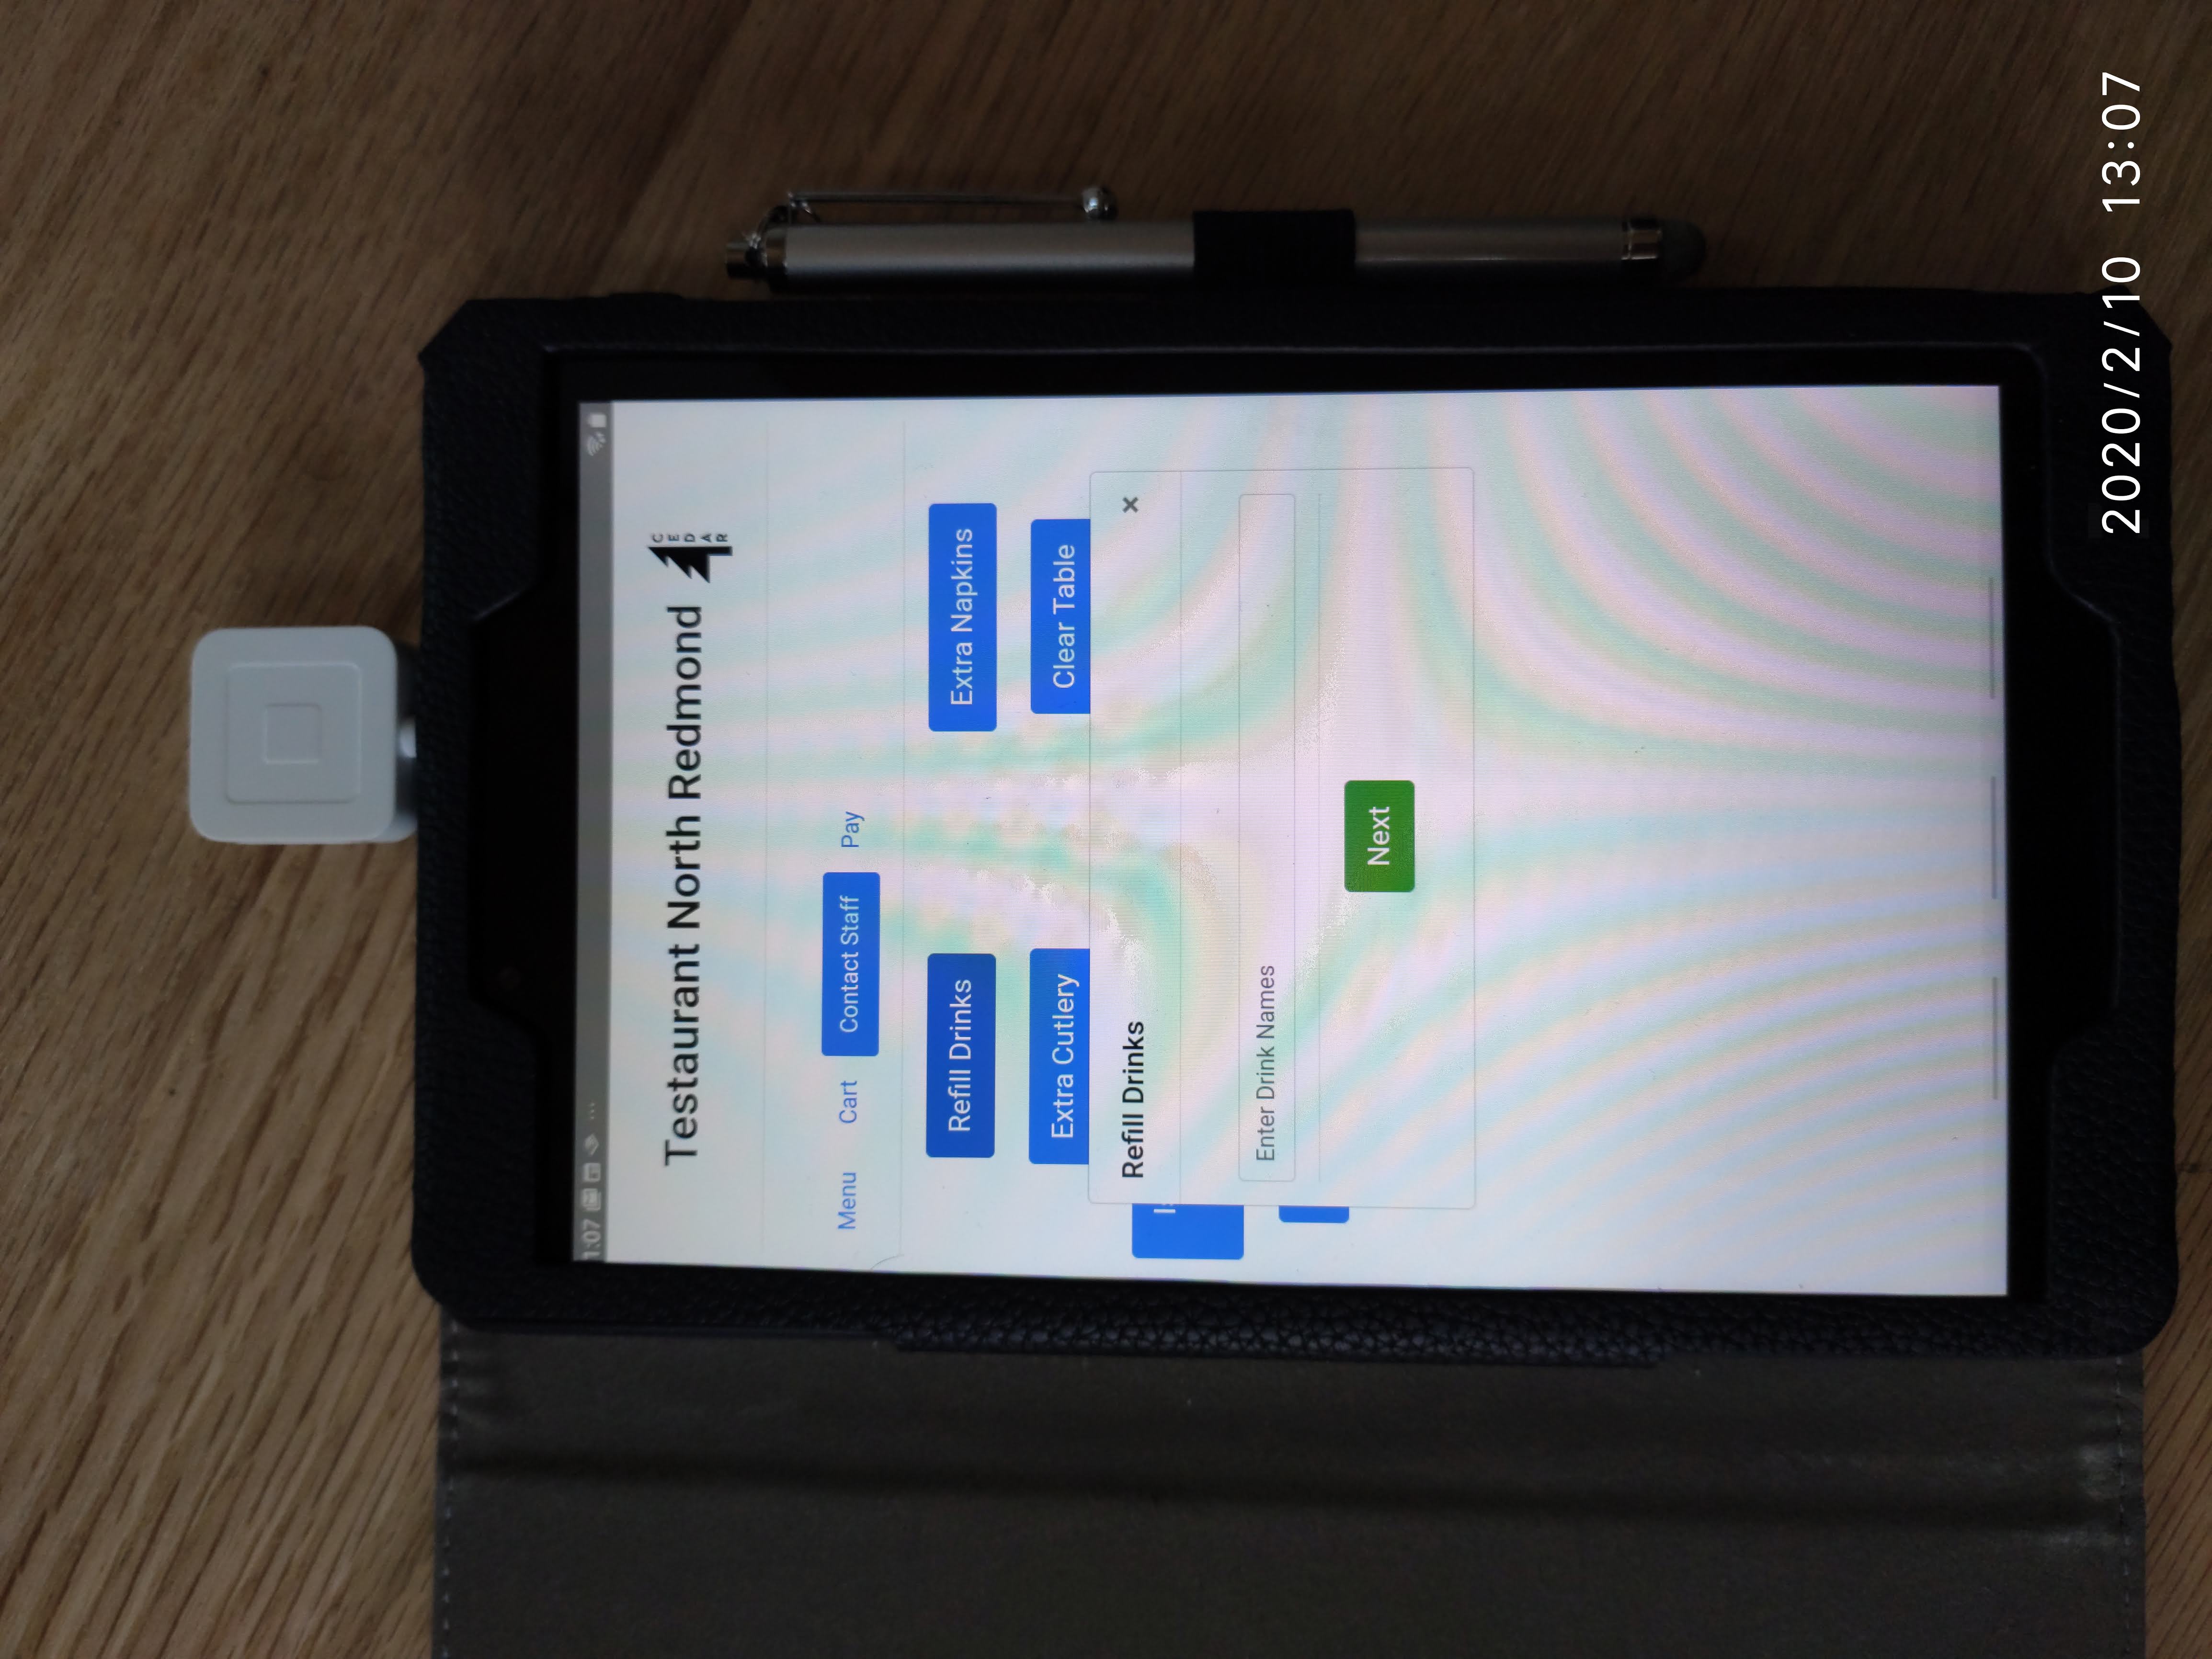 1:07
Testaurant North Redmond
CEDAR
Menu Cart Contact Staff Pay
Refill Drinks Extra Napkins
Extra Cutlery Clear Table
Refill Drinks ×
Enter Drink Names
Next
2020/2/10 13:07